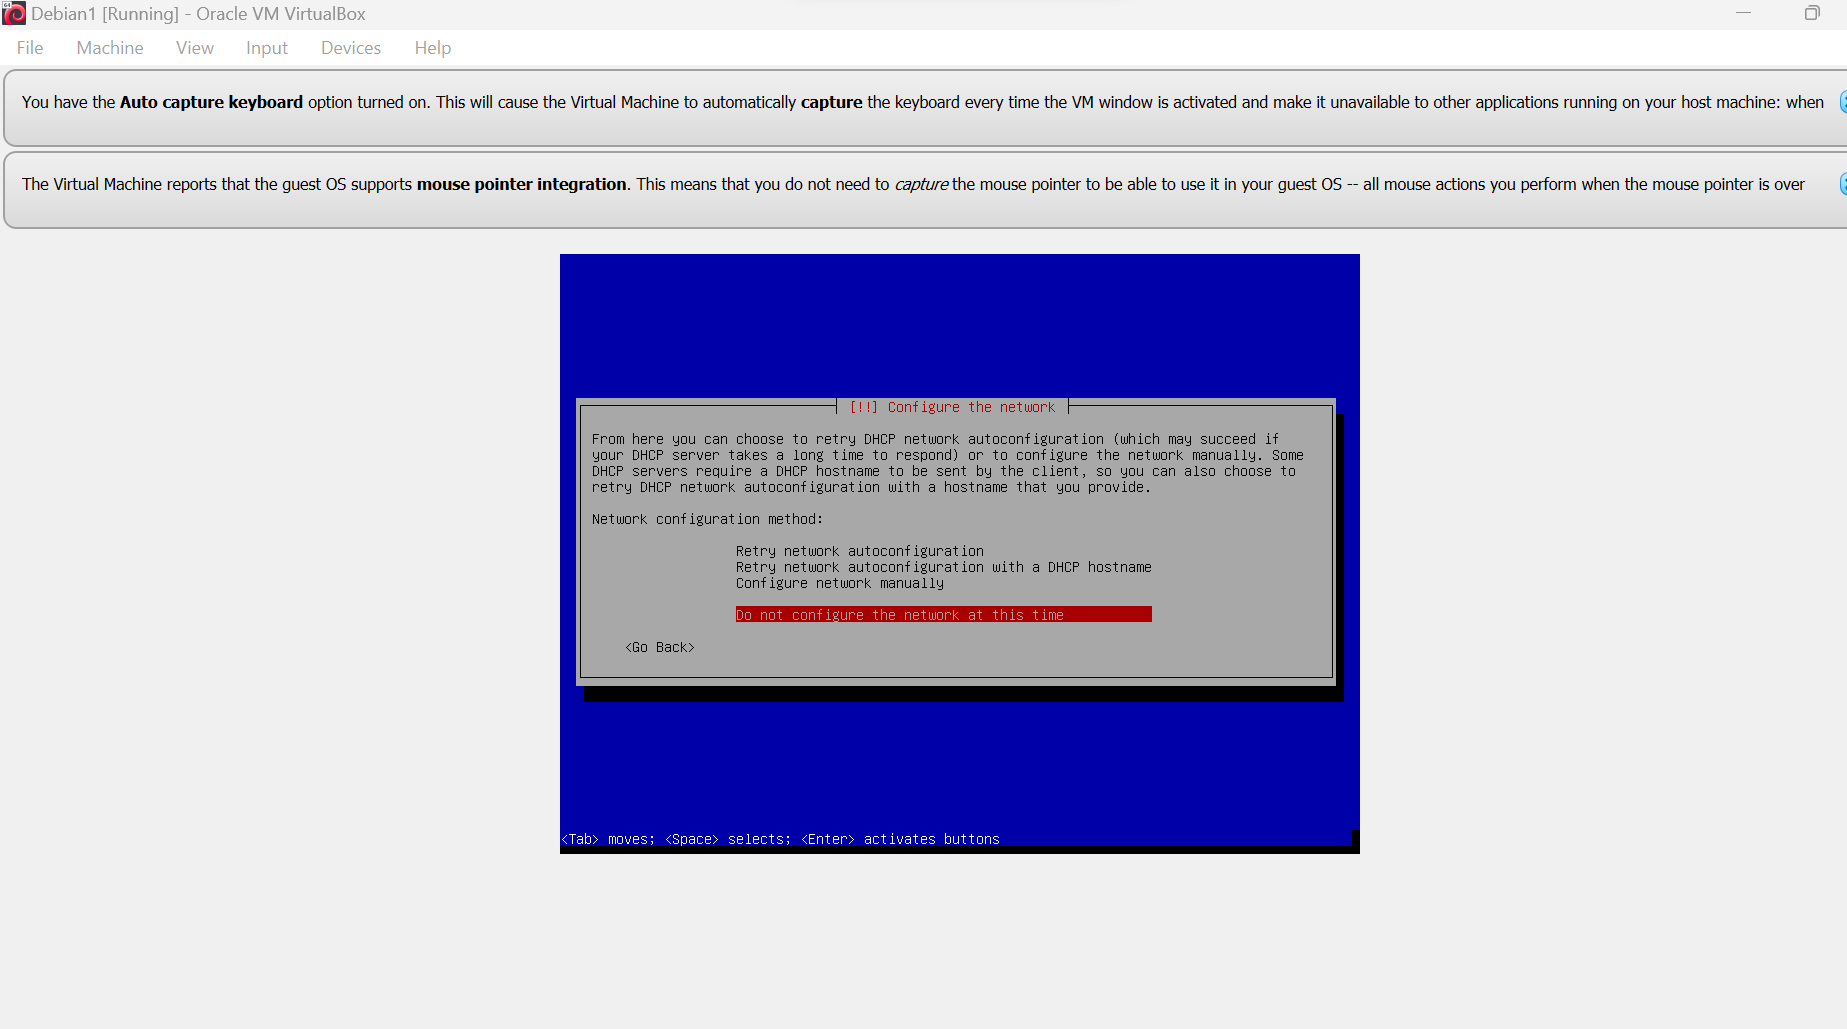 Debian1 [Running] - Oracle VM VirtualBox
File Machine View Input Devices Help
You have the Auto capture keyboard option turned on. This will cause the Virtual Machine to automatically capture the keyboard every time the VM window is activated and make it unavailable to other applications running on your host machine: when
The Virtual Machine reports that the guest OS supports mouse pointer integration. This means that you do not need to capture the mouse pointer to be able to use it in your guest OS -- all mouse actions you perform when the mouse pointer is over
[!!] Configure the network
From here you can choose to retry DHCP network autoconfiguration (which may succeed if
your DHCP server takes a long time to respond) or to configure the network manually. Some
DHCP servers require a DHCP hostname to be sent by the client, so you can also choose to
retry DHCP network autoconfiguration with a hostname that you provide.
Network configuration method:
Retry network autoconfiguration
Retry network autoconfiguration with a DHCP hostname
Configure network manually
Do not configure the network at this time
<Go Back>
<Tab> moves; <Space> selects; <Enter> activates buttons